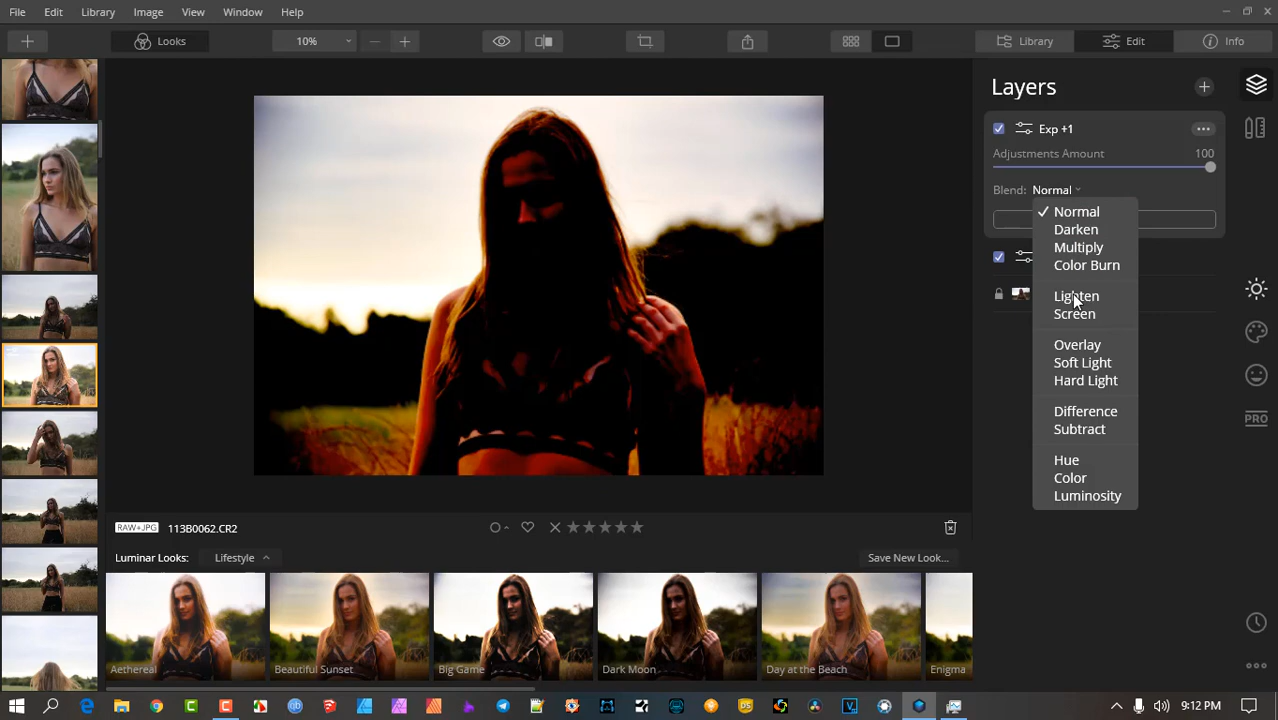 File Edit Library Image View Window Help
Looks 10% Library Edit Info
Layers
Exp +1
Adjustments Amount 100
Blend: Normal
Normal
Darken
Multiply
Color Burn
Lighten
Screen
Overlay
Soft Light
Hard Light
Difference
Subtract
Hue
Color
Luminosity
PRO
RAW+JPG 113B0062.CR2
Luminar Looks: Lifestyle Save New Look...
Aethereal Beautiful Sunset Big Game Dark Moon Day at the Beach Enigma
9:12 PM